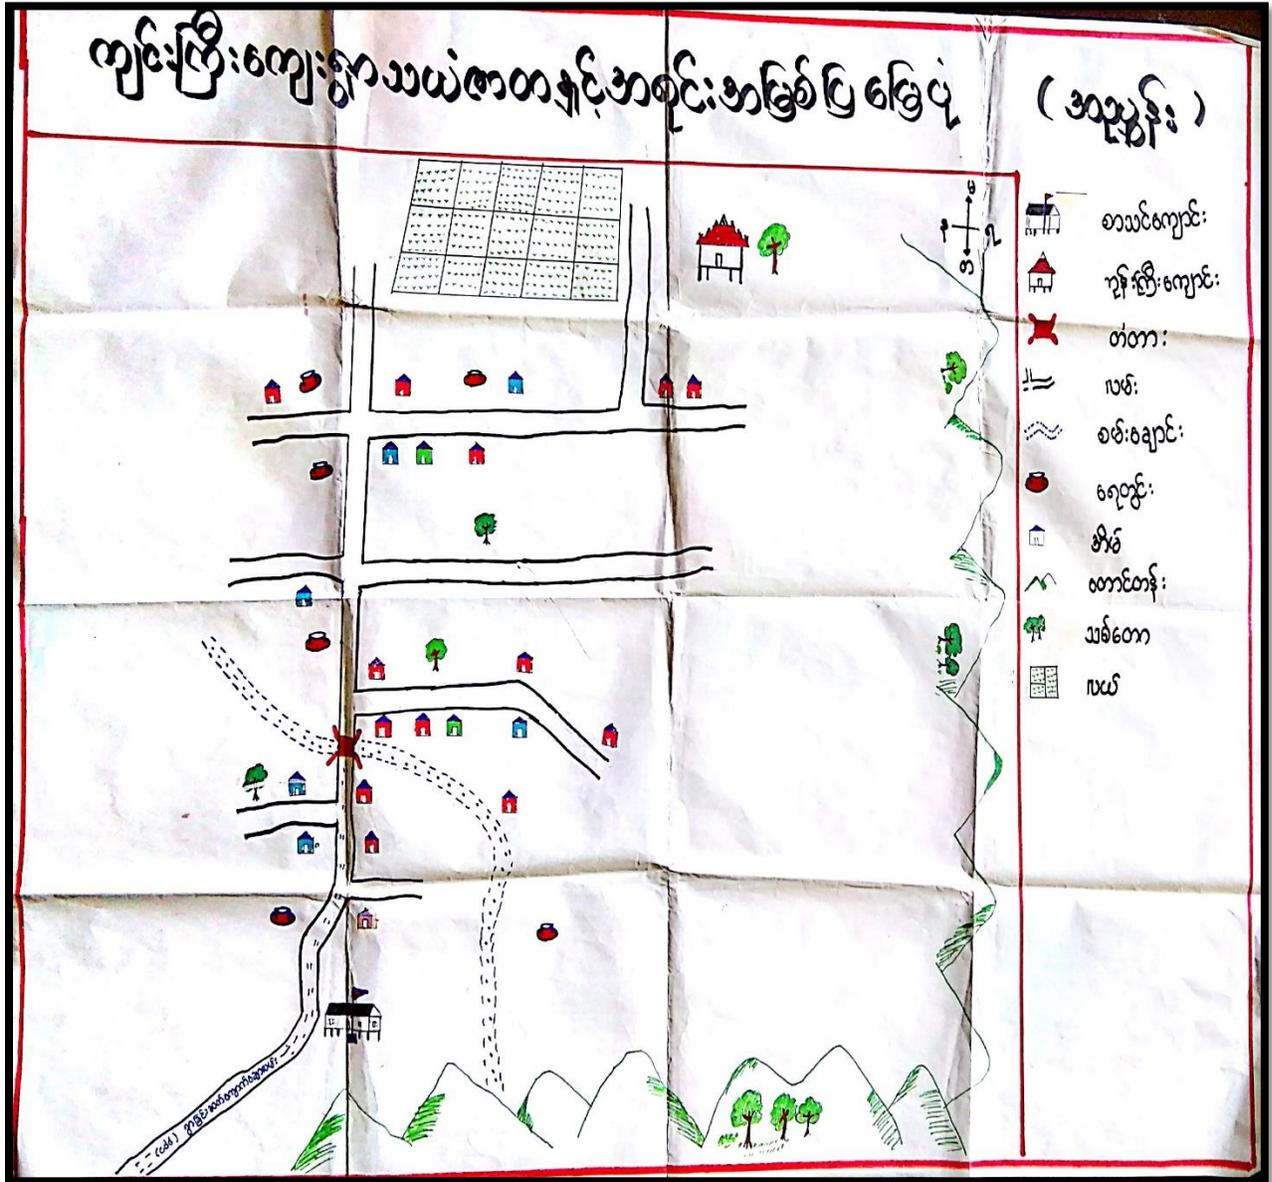 ကျင်းကြီးကျေးရွာသယံဇာတနှင့်အရင်းအမြစ်ပြမြေပုံ
(အညွှန်း)
စာသင်ကျောင်း
ဘုန်းကြီးကျောင်း
တံတား
လမ်း
စမ်းချောင်း
ရေတွင်း
အိမ်
တောင်တန်း
သစ်တော
လယ်